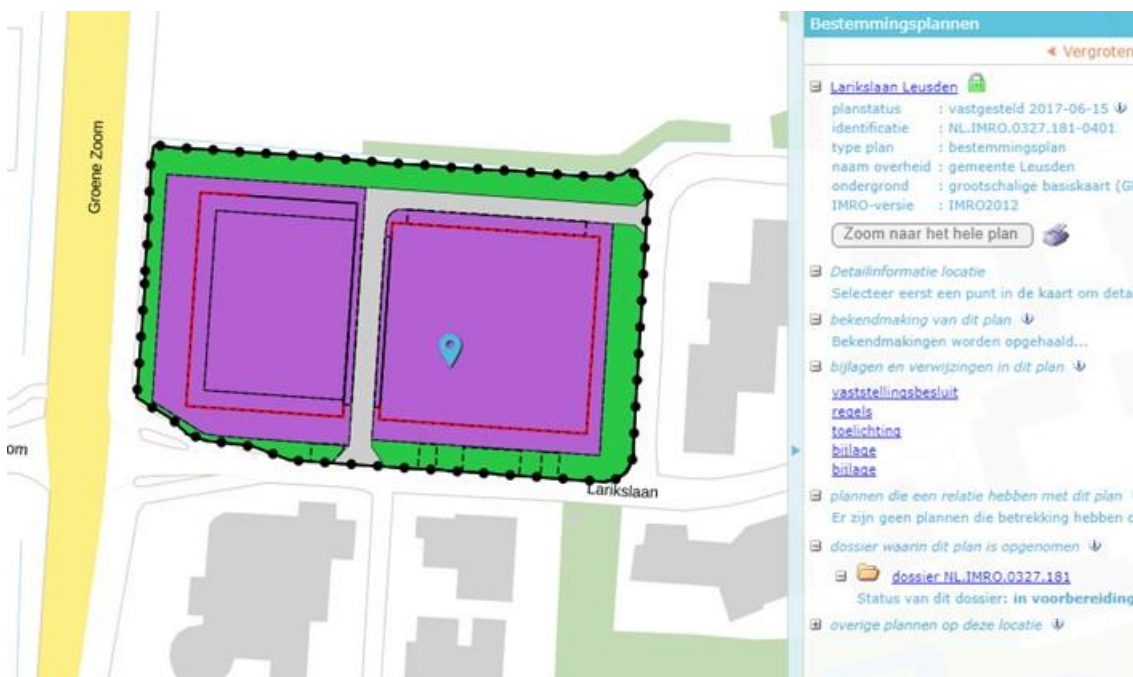 Groene Zoom
om
Larikslaan
Bestemmingsplannen
Vergroten
Larikslaan Leusden
planstatus : vastgesteld 2017-06-15
identificatie : NL.IMRO.0327.181-0401
type plan : bestemmingsplan
naam overheid : gemeente Leusden
ondergrond : grootschalige basiskaart (G
IMRO-versie : IMRO2012
Zoom naar het hele plan
Detailinformatie locatie
Selecteer eerst een punt in de kaart om deta
bekendmaking van dit plan
Bekendmakingen worden opgehaald...
bijlagen en verwijzingen in dit plan
vaststellingsbesluit
regels
toelichting
bijlage
bijlage
plannen die een relatie hebben met dit plan
Er zijn geen plannen die betrekking hebben o
dossier waarin dit plan is opgenomen
dossier NL.IMRO.0327.181
Status van dit dossier: in voorbereiding
overige plannen op deze locatie